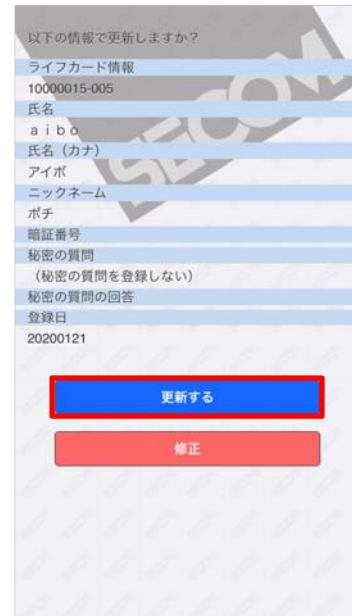 以下の情報で更新しますか?
ライフカード情報
10000015-005
氏名
aibo
氏名(カナ)
アイボ
ニックネーム
ポチ
暗証番号
秘密の質問
(秘密の質問を登録しない)
秘密の質問の回答
登録日
20200121
更新する
修正
SECOM